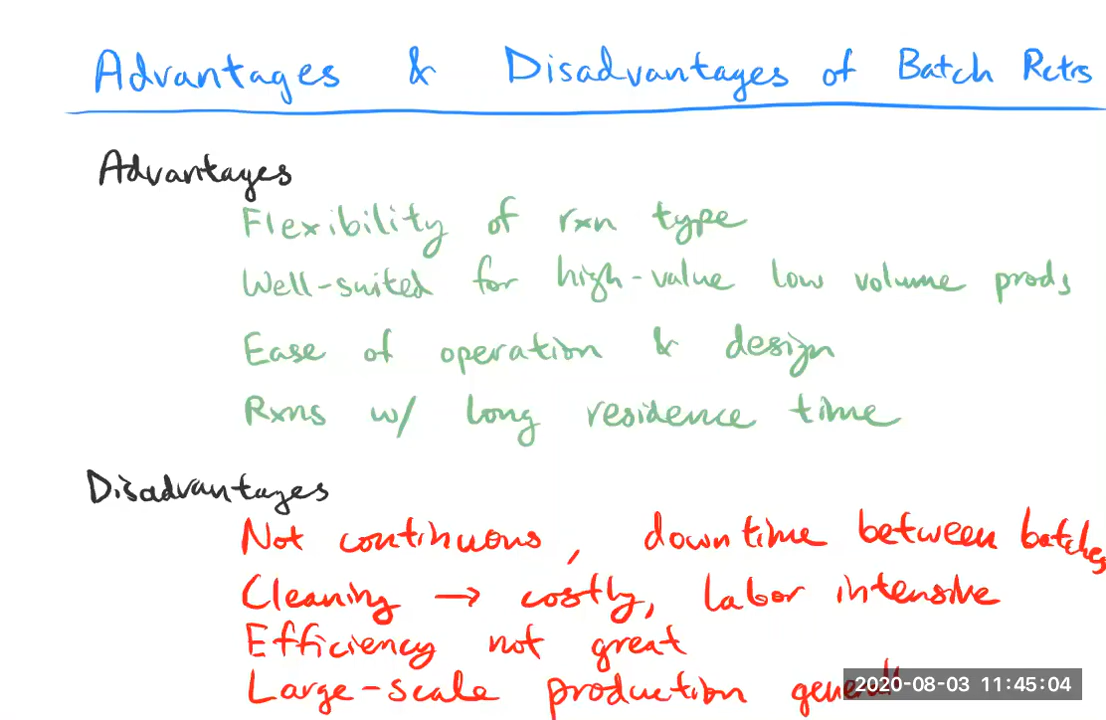 Advantages & Disadvantages of Batch Rctrs
Advantages
Flexibility of rxn type
Well-suited for high-value low volume prods
Ease of operation & design
Rxns w/ long residence time
Disadvantages
Not continuous, downtime between batches
Cleaning → costly, labor intensive
Efficiency not great
Large-scale production
2020-08-03 11:45:04